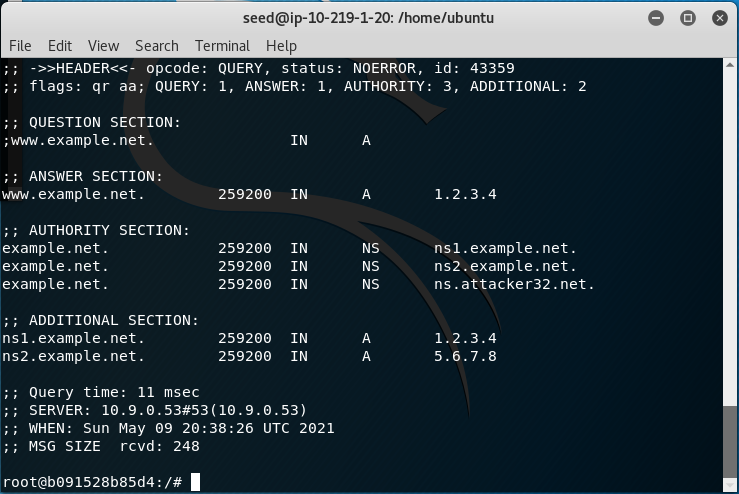 seed@ip-10-219-1-20: /home/ubuntu
File Edit View Search Terminal Help
;; ->>HEADER<<- opcode: QUERY, status: NOERROR, id: 43359
;; flags: qr aa; QUERY: 1, ANSWER: 1, AUTHORITY: 3, ADDITIONAL: 2
;; QUESTION SECTION:
;www.example.net. IN A
;; ANSWER SECTION:
www.example.net. 259200 IN A 1.2.3.4
;; AUTHORITY SECTION:
example.net. 259200 IN NS ns1.example.net.
example.net. 259200 IN NS ns2.example.net.
example.net. 259200 IN NS ns.attacker32.net.
;; ADDITIONAL SECTION:
ns1.example.net. 259200 IN A 1.2.3.4
ns2.example.net. 259200 IN A 5.6.7.8
;; Query time: 11 msec
;; SERVER: 10.9.0.53#53(10.9.0.53)
;; WHEN: Sun May 09 20:38:26 UTC 2021
;; MSG SIZE rcvd: 248
root@b091528b85d4:/#